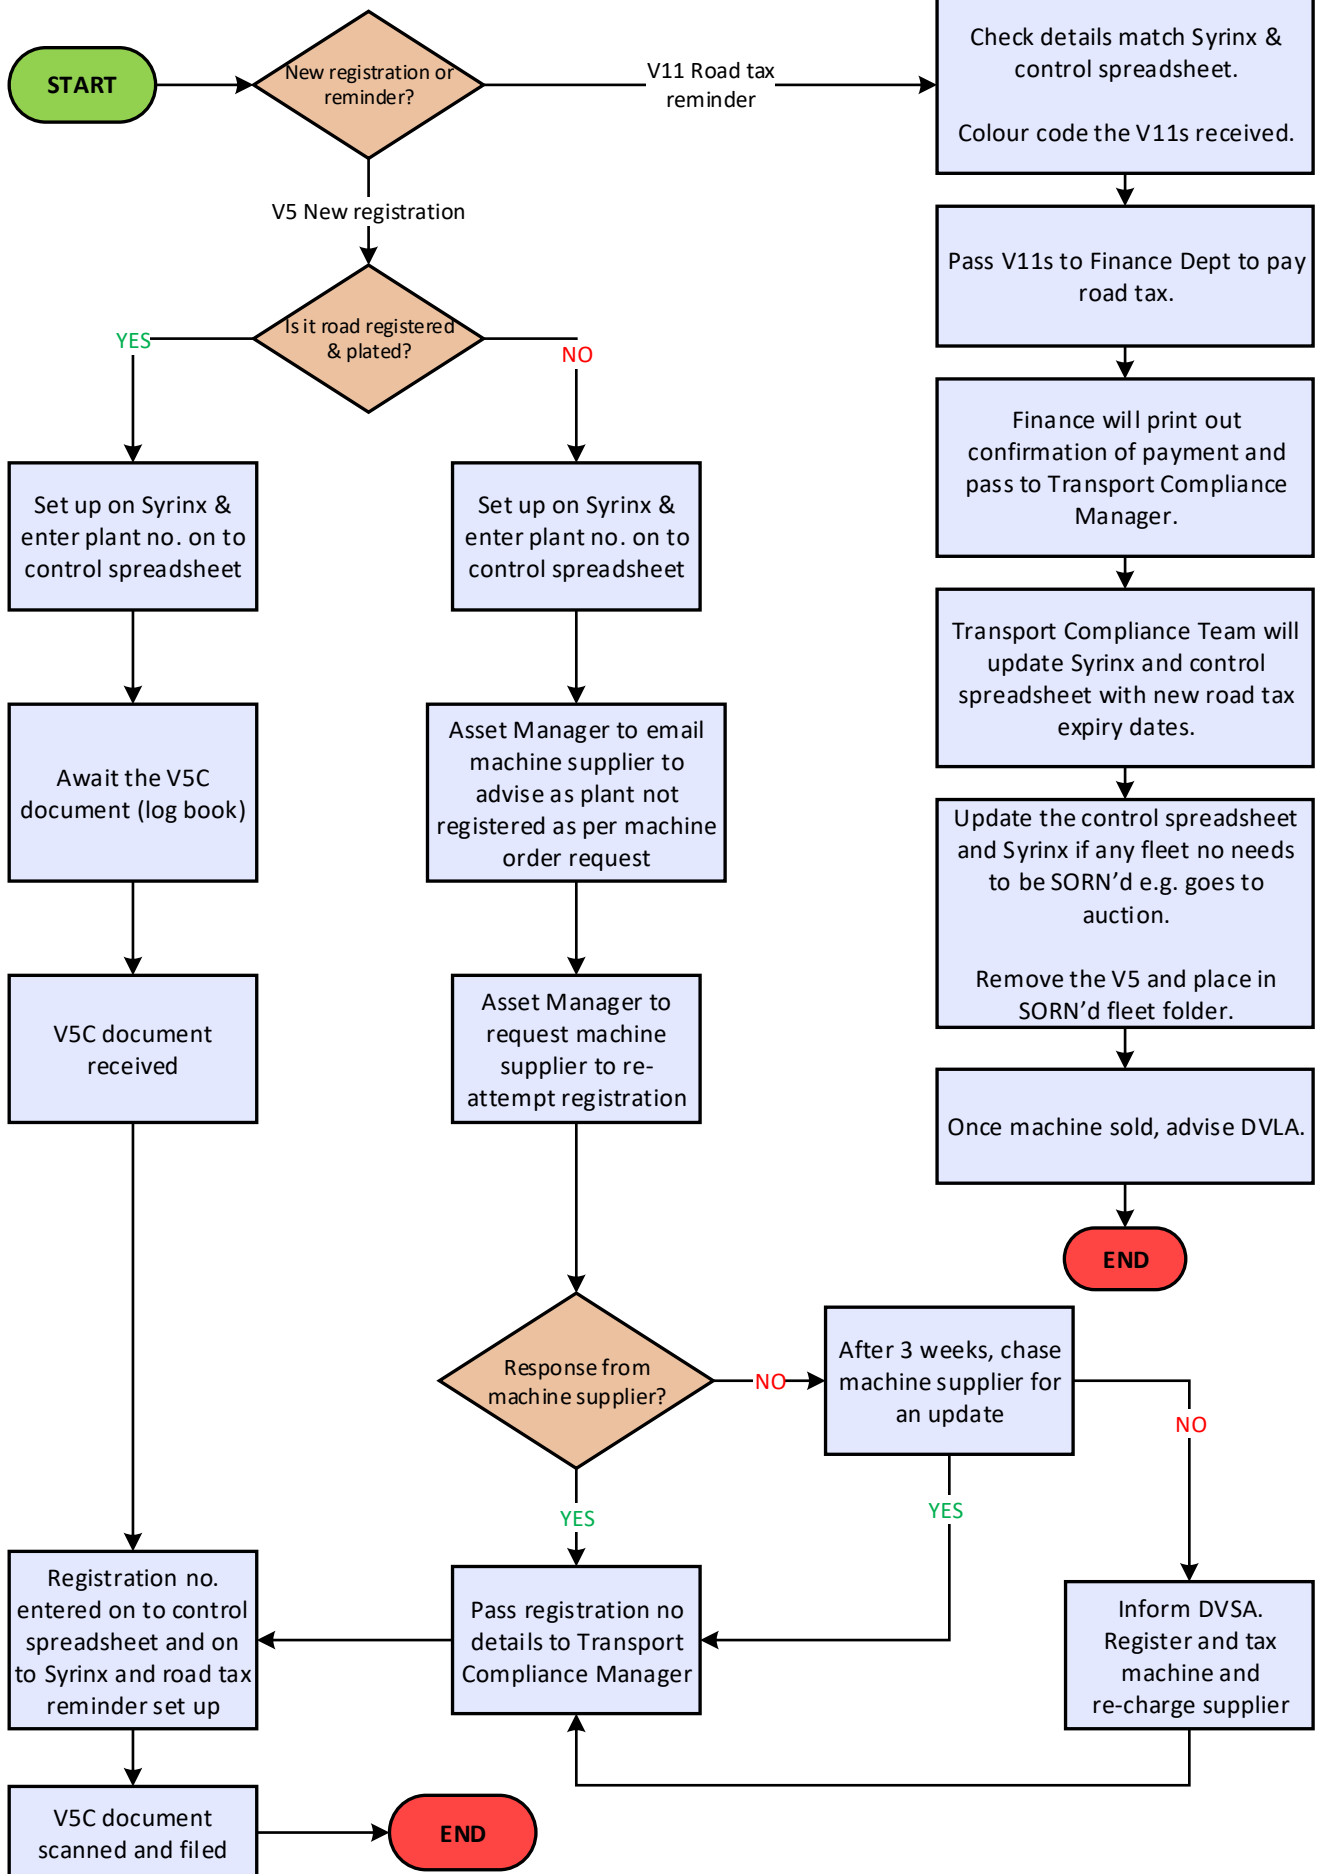 START
New registration or
reminder?
V11 Road tax
reminder
Check details match Syrinx &
control spreadsheet.
Colour code the V11s received.
V5 New registration
Pass V11s to Finance Dept to pay
road tax.
Is it road registered
& plated?
YES
NO
Finance will print out
confirmation of payment and
pass to Transport Compliance
Manager.
Set up on Syrinx &
enter plant no. on to
control spreadsheet
Set up on Syrinx &
enter plant no. on to
control spreadsheet
Transport Compliance Team will
update Syrinx and control
spreadsheet with new road tax
expiry dates.
Await the V5C
document (log book)
Asset Manager to email
machine supplier to
advise as plant not
registered as per machine
order request
Update the control spreadsheet
and Syrinx if any fleet no needs
to be SORN’d e.g. goes to
auction.
Remove the V5 and place in
SORN’d fleet folder.
V5C document
received
Asset Manager to
request machine
supplier to re-
attempt registration
Once machine sold, advise DVLA.
END
Response from
machine supplier?
NO
After 3 weeks, chase
machine supplier for
an update
NO
YES
YES
Registration no.
entered on to control
spreadsheet and on
to Syrinx and road tax
reminder set up
Pass registration no
details to Transport
Compliance Manager
Inform DVSA.
Register and tax
machine and
re-charge supplier
V5C document
scanned and filed
END